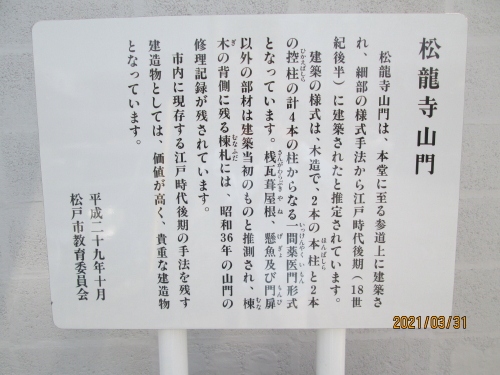 松龍寺山門
松龍寺山門は、本堂に至る参道上に建築さ
れ、細部の様式手法から江戸時代後期（18世
紀後半）に建築されたと推定されています。
建築の様式は、木造で、2本の本柱と2本
の控柱の計4本の柱からなる一間薬医門形式
となっています。桟瓦葺屋根、懸魚及び門扉
以外の部材は建築当初のものと推測され、棟
木の背側に残る棟札には、昭和36年の山門の
修理記録が残されています。
市内に現存する江戸時代後期の手法を残す
建造物としては、価値が高く、貴重な建造物
となっています。
平成二十九年十月
松戸市教育委員会
2021/03/31